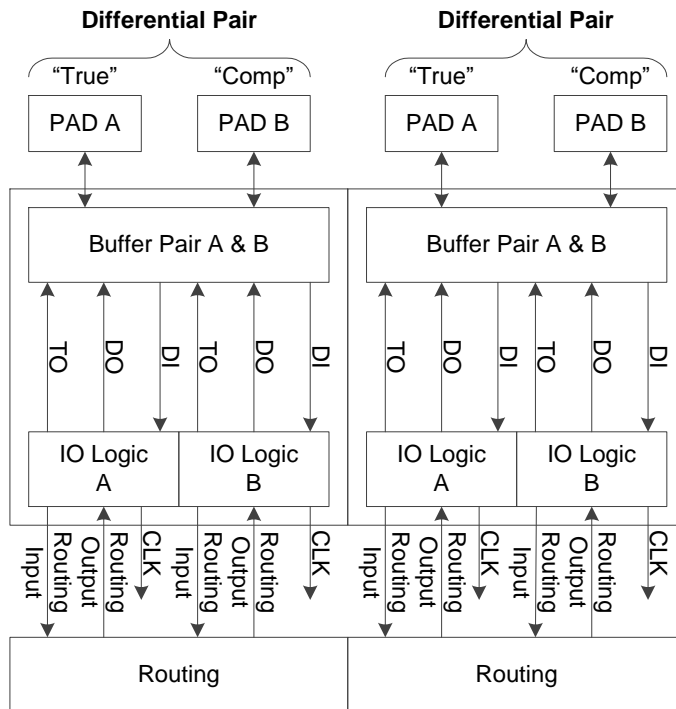 Differential Pair
Differential Pair
“True”
“Comp”
“True”
“Comp”
PAD A
PAD B
PAD A
PAD B
Buffer Pair A & B
Buffer Pair A & B
TO
DO
DI
TO
DO
DI
TO
DO
DI
TO
DO
DI
IO Logic
A
IO Logic
B
IO Logic
A
IO Logic
B
Routing
Input
Routing
Output
CLK
Routing
Input
Routing
Output
CLK
Routing
Input
Routing
Output
CLK
Routing
Input
Routing
Output
CLK
Routing
Routing